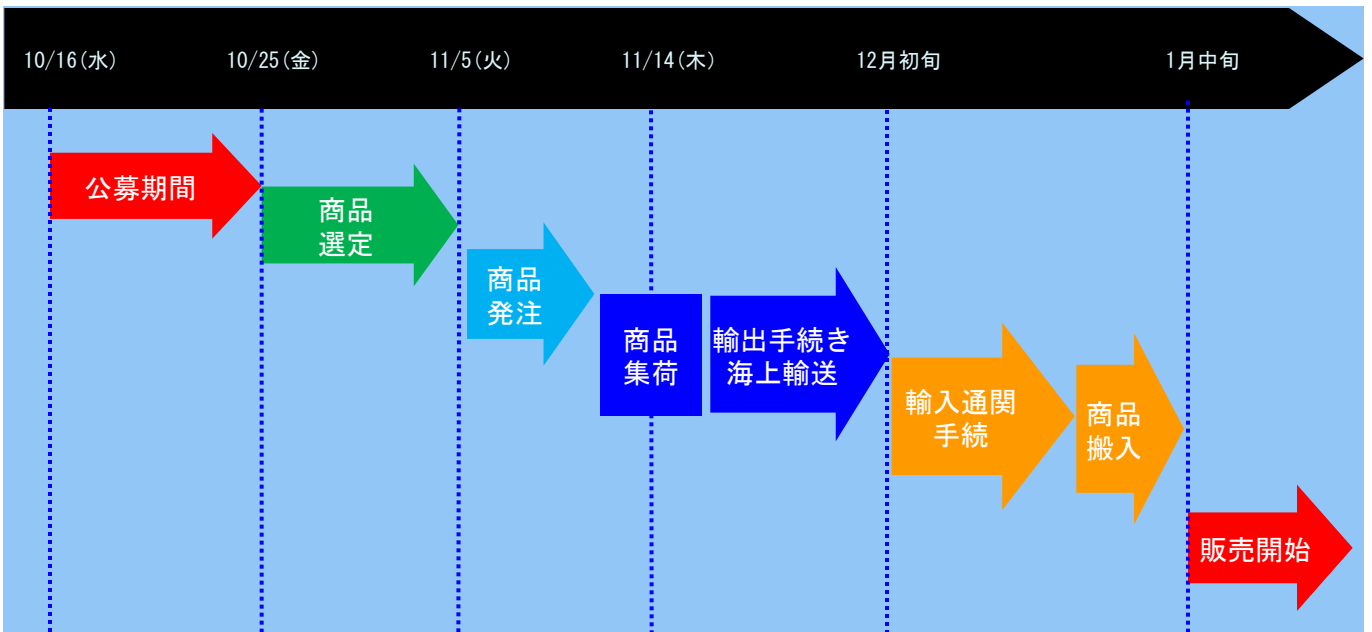 10/16(水)
10/25(金)
11/5(火)
11/14(木)
12月初旬
1月中旬
公募期間
商品
選定
商品
発注
商品
集荷
輸出手続き
海上輸送
輸入通関
手続
商品
搬入
販売開始